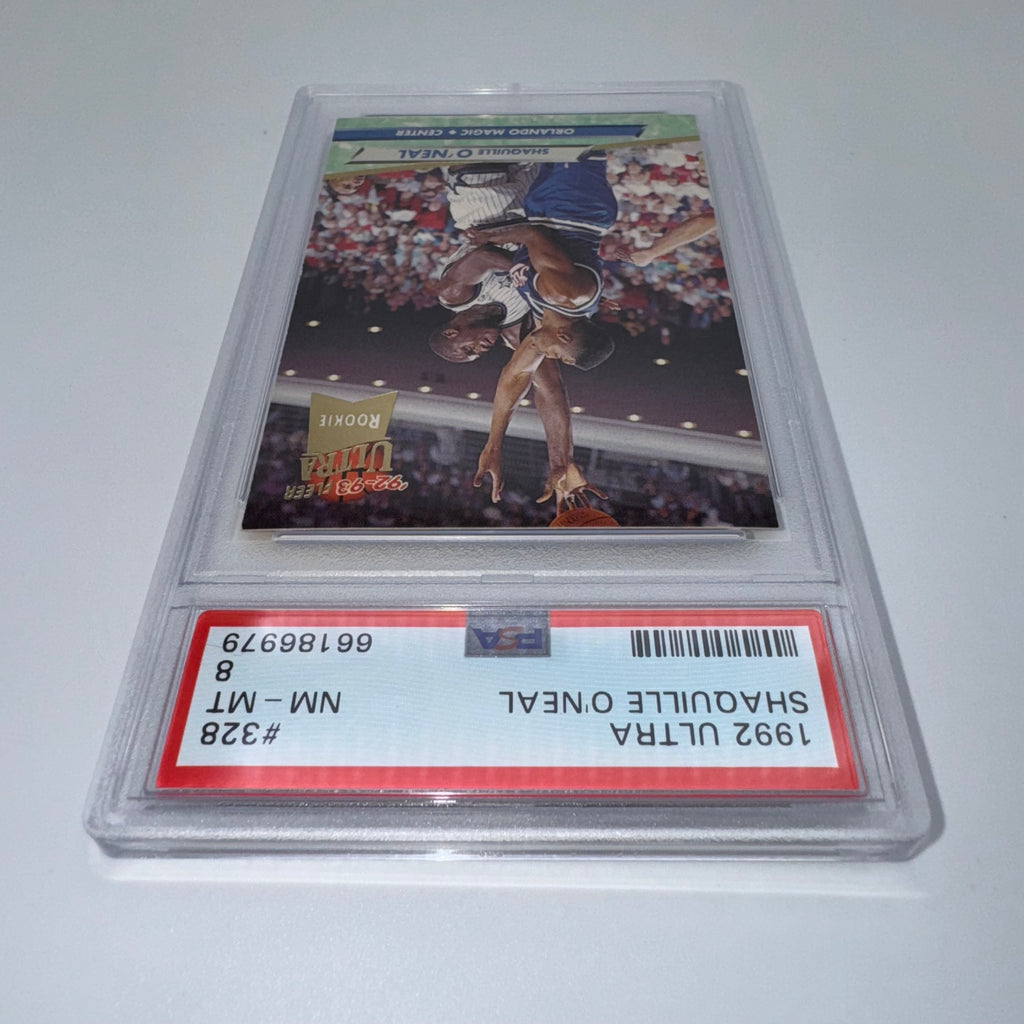 1992 ULTRA #328
SHAQUILLE O'NEAL NM - MT
8
PSA 66186979
'92-93 FLEER
ULTRA
ROOKIE
SHAQUILLE O'NEAL
ORLANDO MAGIC ♦ CENTER